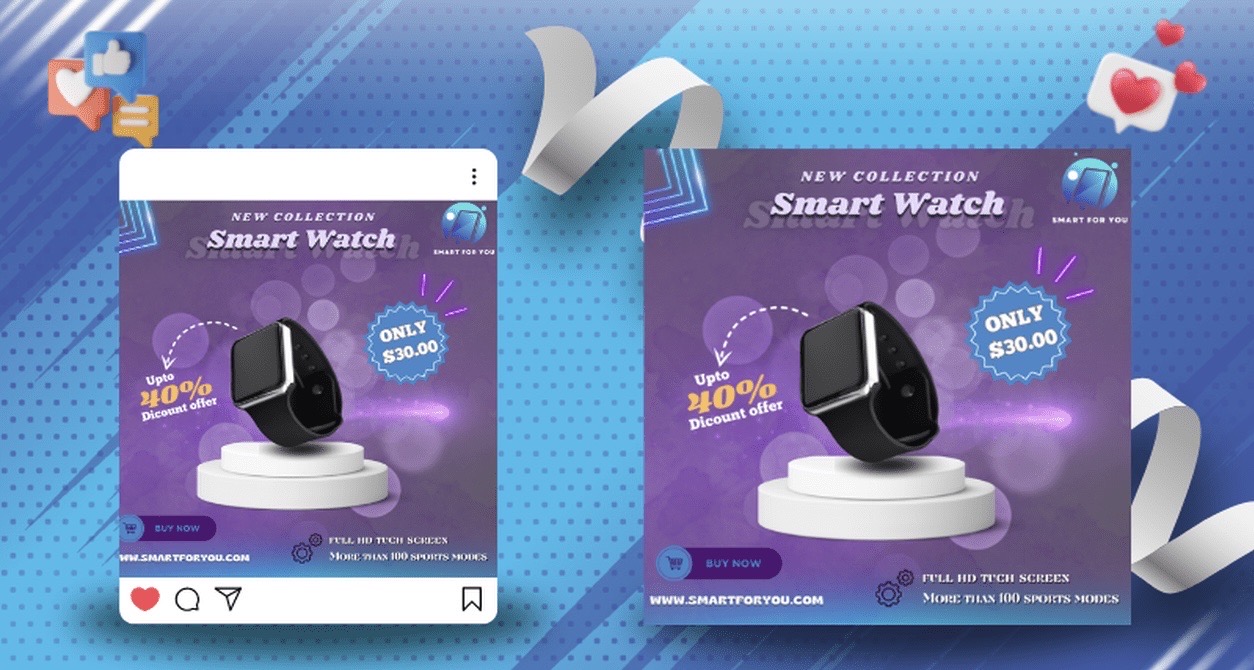 NEW COLLECTION
Smart Watch
SMART FOR YOU
ONLY
$30.00
Upto
40%
Dicount offer
BUY NOW
WWW.SMARTFORYOU.COM
FULL HD TUCH SCREEN
MORE THAN 100 SPORTS MODES
NEW COLLECTION
Smart Watch
SMART FOR YOU
ONLY
$30.00
Upto
40%
Dicount offer
BUY NOW
WWW.SMARTFORYOU.COM
FULL HD TUCH SCREEN
MORE THAN 100 SPORTS MODES